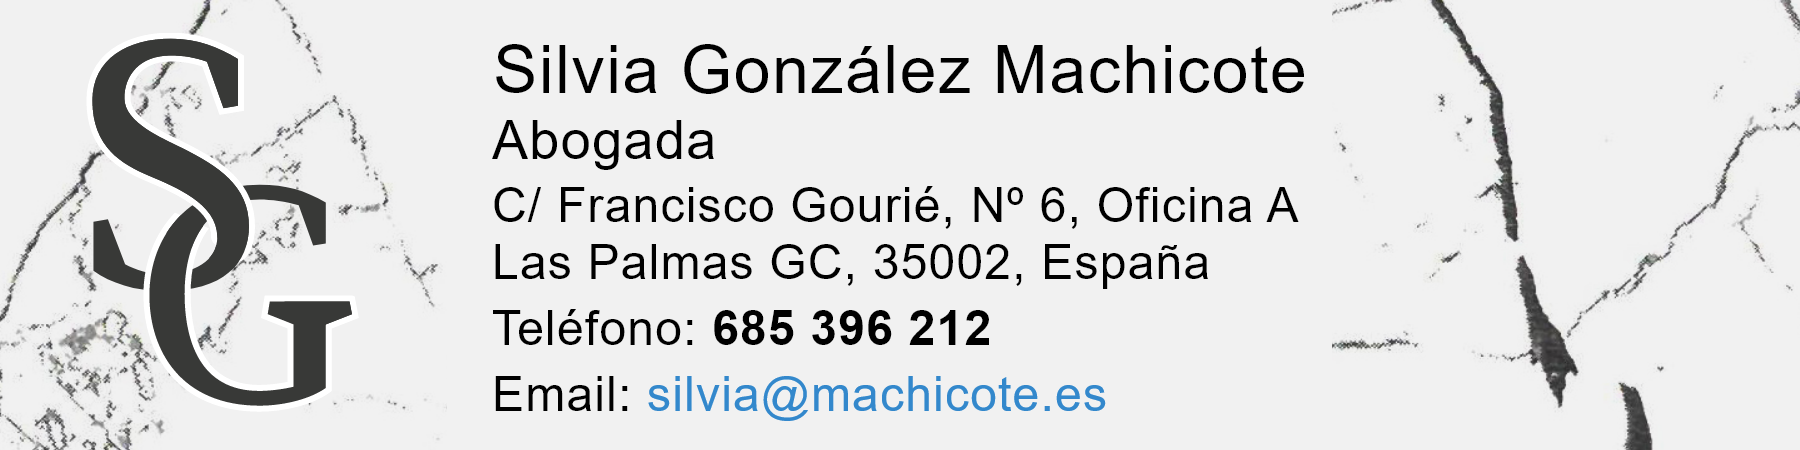 SG
Silvia González Machicote
Abogada
C/ Francisco Gourié, Nº 6, Oficina A
Las Palmas GC, 35002, España
Teléfono: 685 396 212
Email: silvia@machicote.es